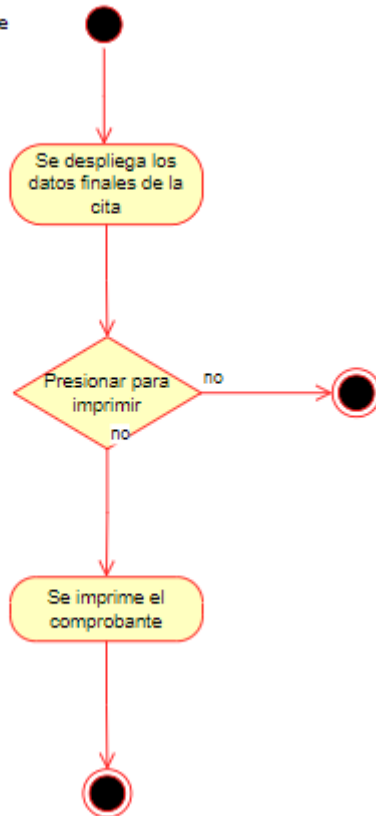 e
Se despliega los
datos finales de la
cita
Presionar para
imprimir
no
no
Se imprime el
comprobante